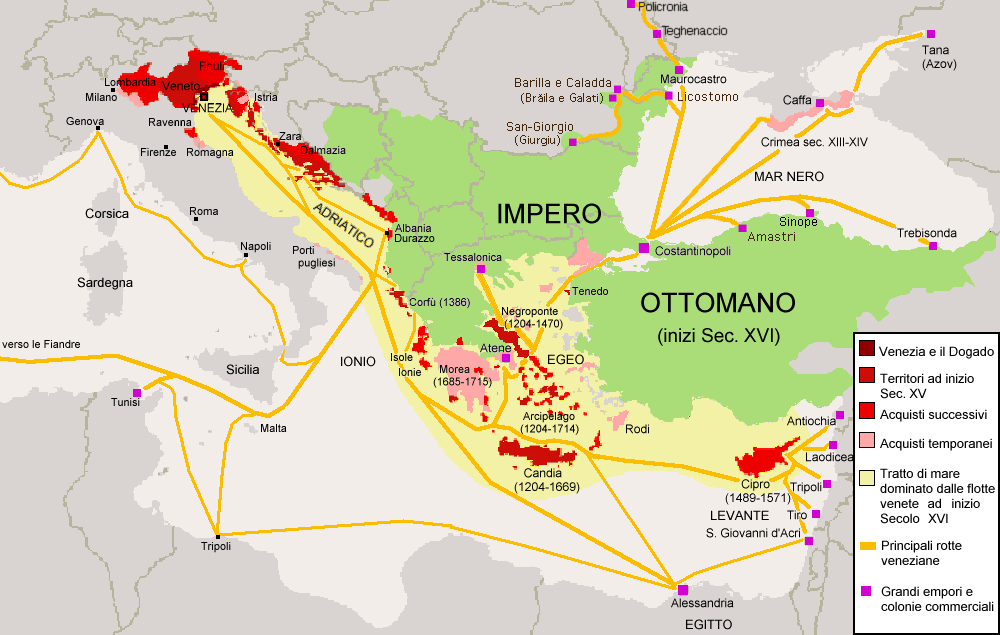 Policronia
Teghenaccio
Tana
(Azov)
Friuli
Lombardia
Veneto
Milano
VENEZIA
Istria
Maurocastro
Barilla e Caladda
(Brăila e Galati)
Licostomo
Caffa
Genova
Ravenna
Zara
San-Giorgio
(Giurgiu)
Crimea sec. XIII-XIV
Firenze
Romagna
Dalmazia
MAR NERO
Corsica
Roma
ADRIATICO
IMPERO
Sinope
Albania
Durazzo
Amastri
Trebisonda
Napoli
Porti
pugliesi
Tessalonica
Costantinopoli
Sardegna
Tenedo
Corfù (1386)
OTTOMANO
Negroponte
(1204-1470)
(inizi Sec. XVI)
verso le Fiandre
IONIO
Isole
Ionie
Atene
EGEO
Sicilia
Morea
(1685-1715)
Tunisi
Malta
Arcipelago
(1204-1714)
Rodi
Antiochia
Laodicea
Candia
(1204-1669)
Cipro
(1489-1571)
Tripoli
LEVANTE
Tiro
S. Giovanni d'Acri
Tripoli
Alessandria
EGITTO
Venezia e il Dogado
Territori ad inizio
Sec. XV
Acquisti successivi
Acquisti temporanei
Tratto di mare
dominato dalle flotte
venete ad inizio
Secolo XVI
Principali rotte
veneziane
Grandi empori e
colonie commerciali